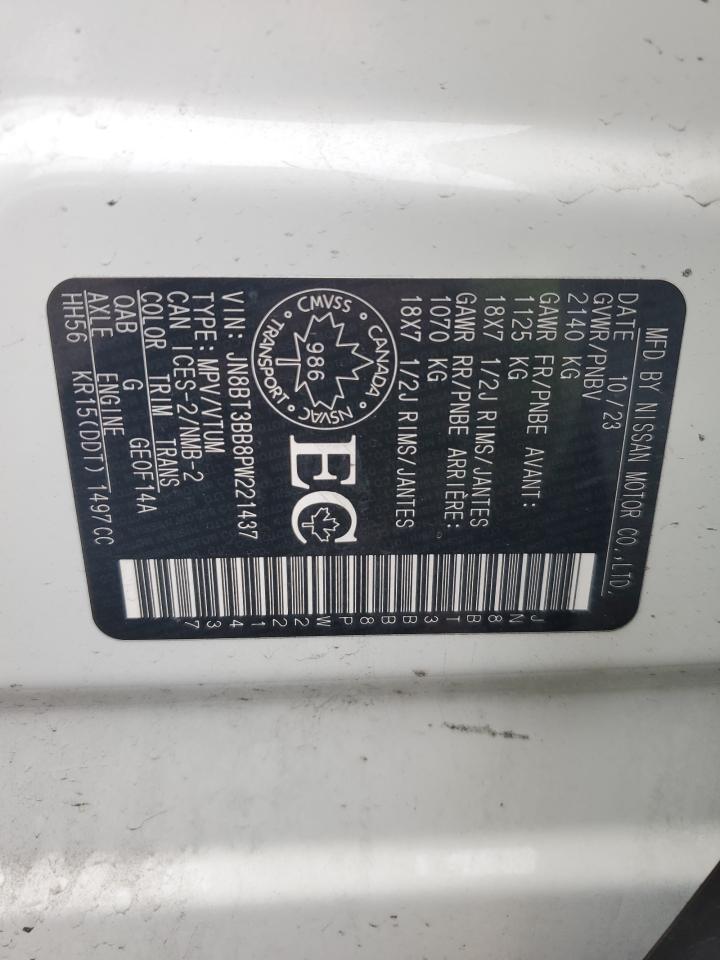 MFD BY NISSAN MOTOR CO.,LTD.
DATE 10/23
GVWR/PNBV
2140 KG
GAWR FR/PNBE AVANT:
1125 KG
18X7 1/2J RIMS/JANTES
GAWR RR/PNBE ARRIÈRE:
1070 KG
18X7 1/2J RIMS/JANTES
CANADA
CMVSS
986
NSVAC
TRANSPORT
EC
VIN: JN8BT3BB8PW221437
TYPE: MPV/VTUM
CAN ICES-2/NMB-2
COLOR TRIM TRANS
QAB G GE0F14A
AXLE ENGINE
HH56 KR15(DDT) 1497CC
JN8BT3BB8PW221437